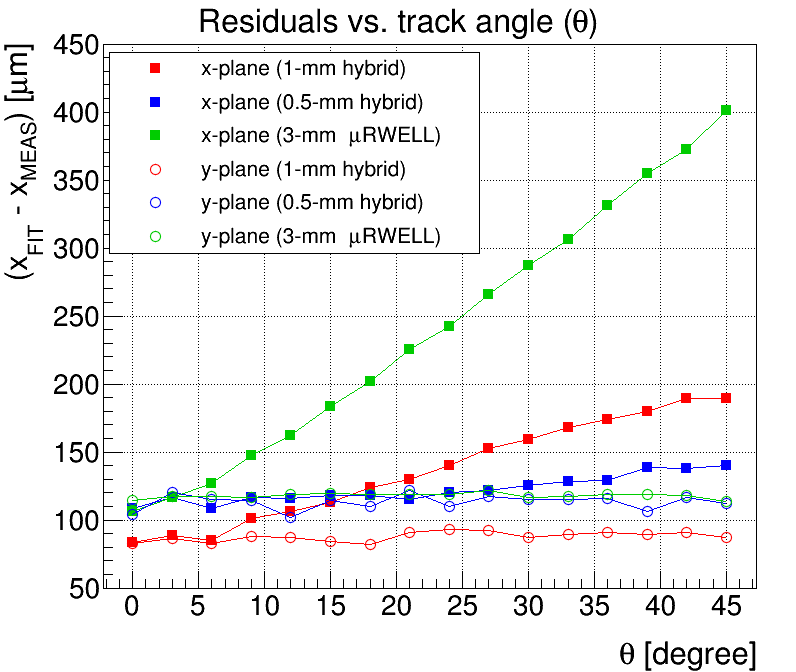 Residuals vs. track angle (θ)
(x_FIT - x_MEAS) [μm]
450
400
350
300
250
200
150
100
50
x-plane (1-mm hybrid)
x-plane (0.5-mm hybrid)
x-plane (3-mm μRWELL)
y-plane (1-mm hybrid)
y-plane (0.5-mm hybrid)
y-plane (3-mm μRWELL)
0 5 10 15 20 25 30 35 40 45
θ [degree]